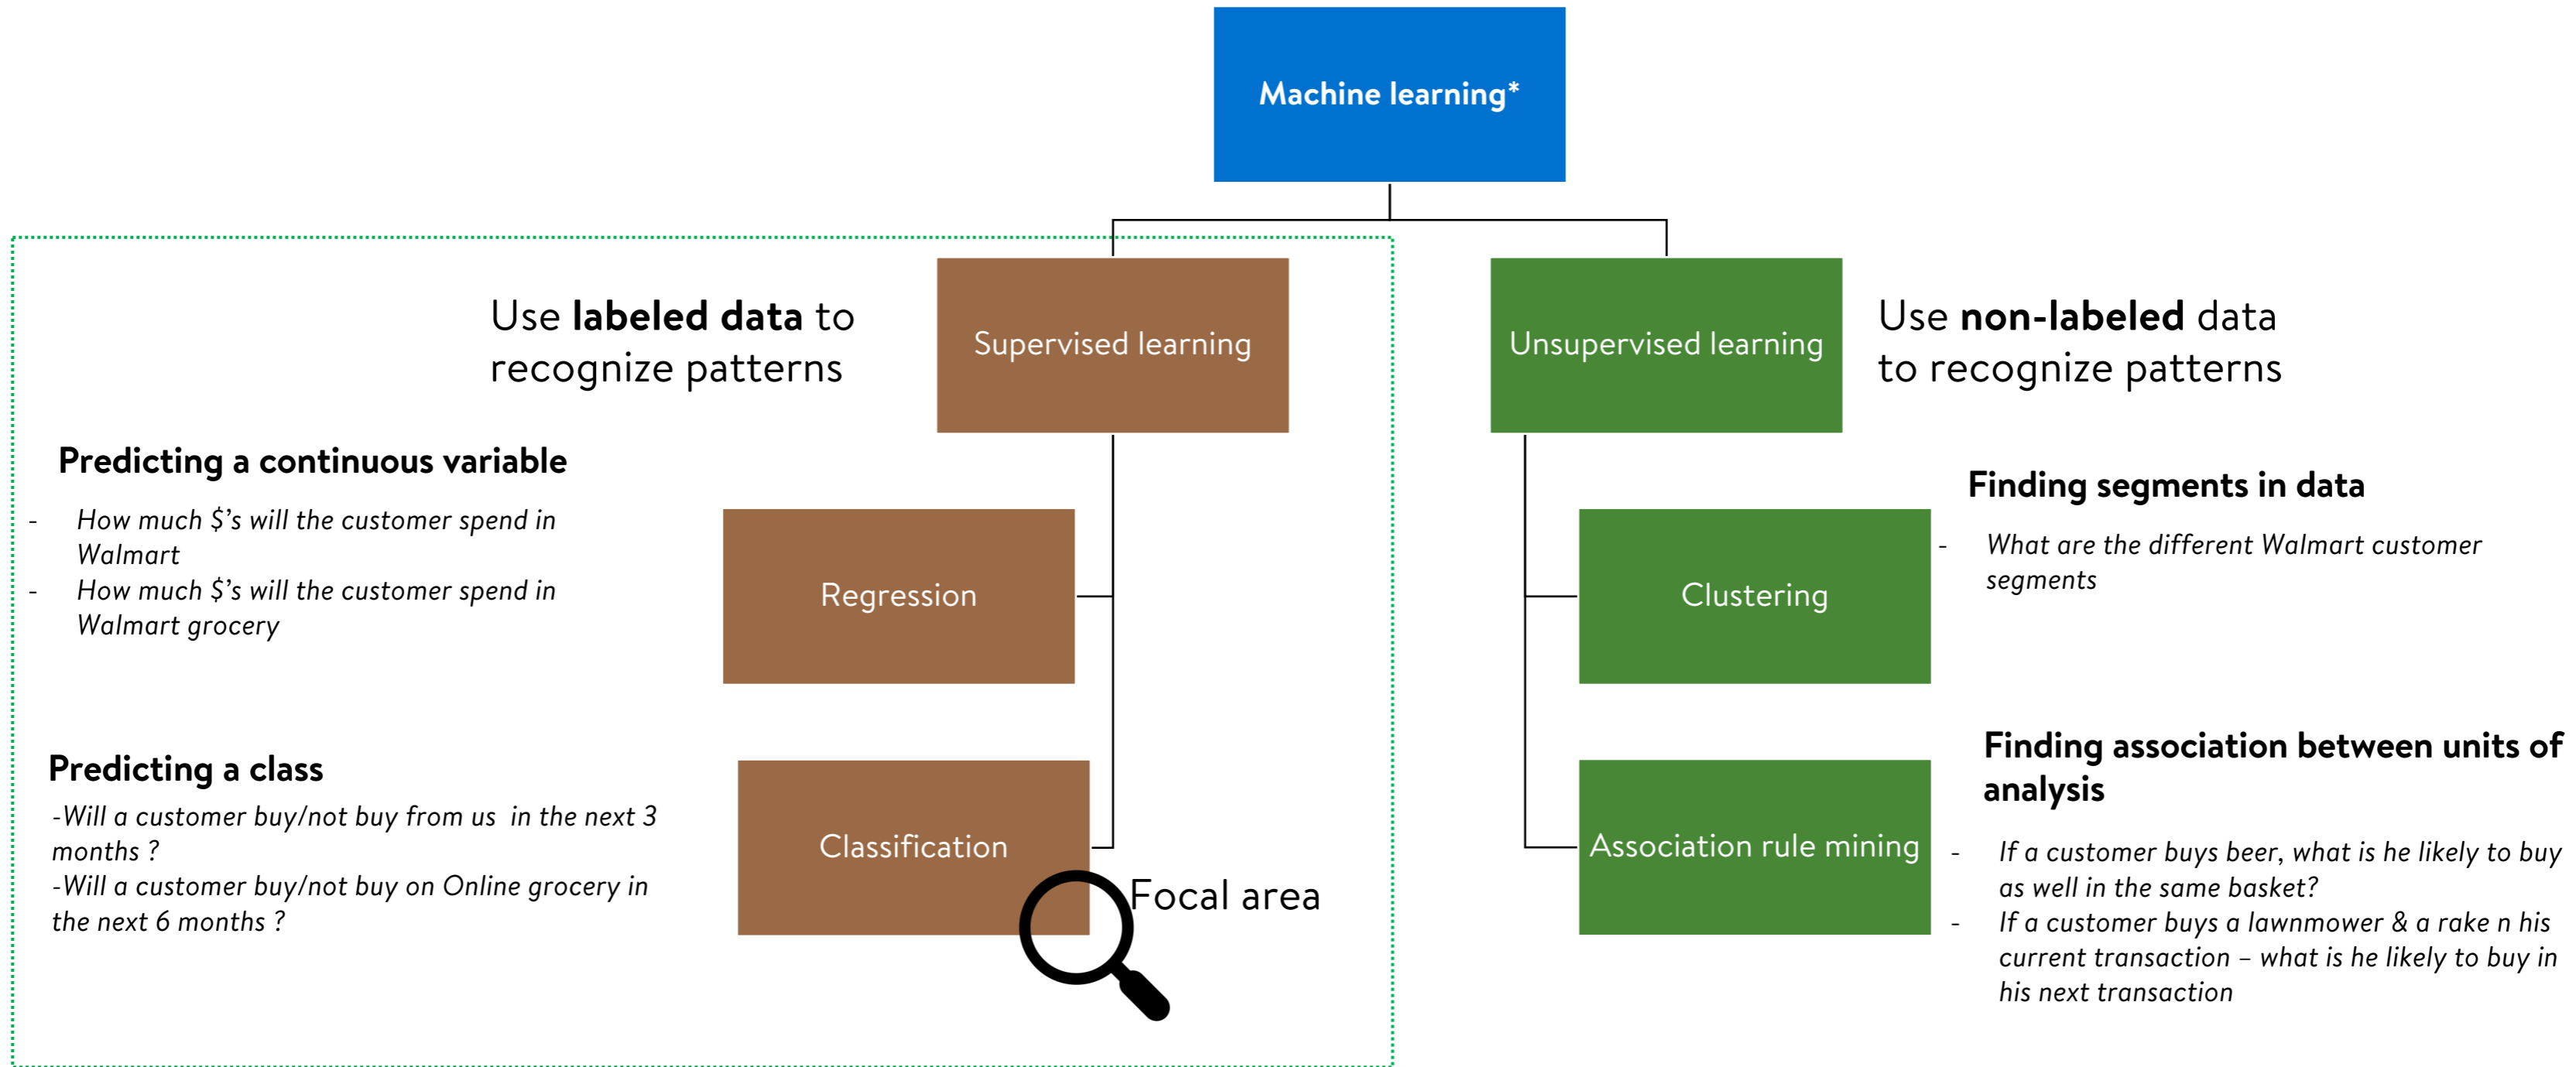 Machine learning*
Use labeled data to
recognize patterns
Supervised learning
Unsupervised learning
Use non-labeled data
to recognize patterns
Predicting a continuous variable
- How much $’s will the customer spend in
Walmart
- How much $’s will the customer spend in
Walmart grocery
Regression
Clustering
Finding segments in data
- What are the different Walmart customer
segments
Predicting a class
-Will a customer buy/not buy from us  in the next 3
months ?
-Will a customer buy/not buy on Online grocery in
the next 6 months ?
Classification
Focal area
Association rule mining
Finding association between units of
analysis
- If a customer buys beer, what is he likely to buy
as well in the same basket?
- If a customer buys a lawnmower & a rake n his
current transaction – what is he likely to buy in
his next transaction